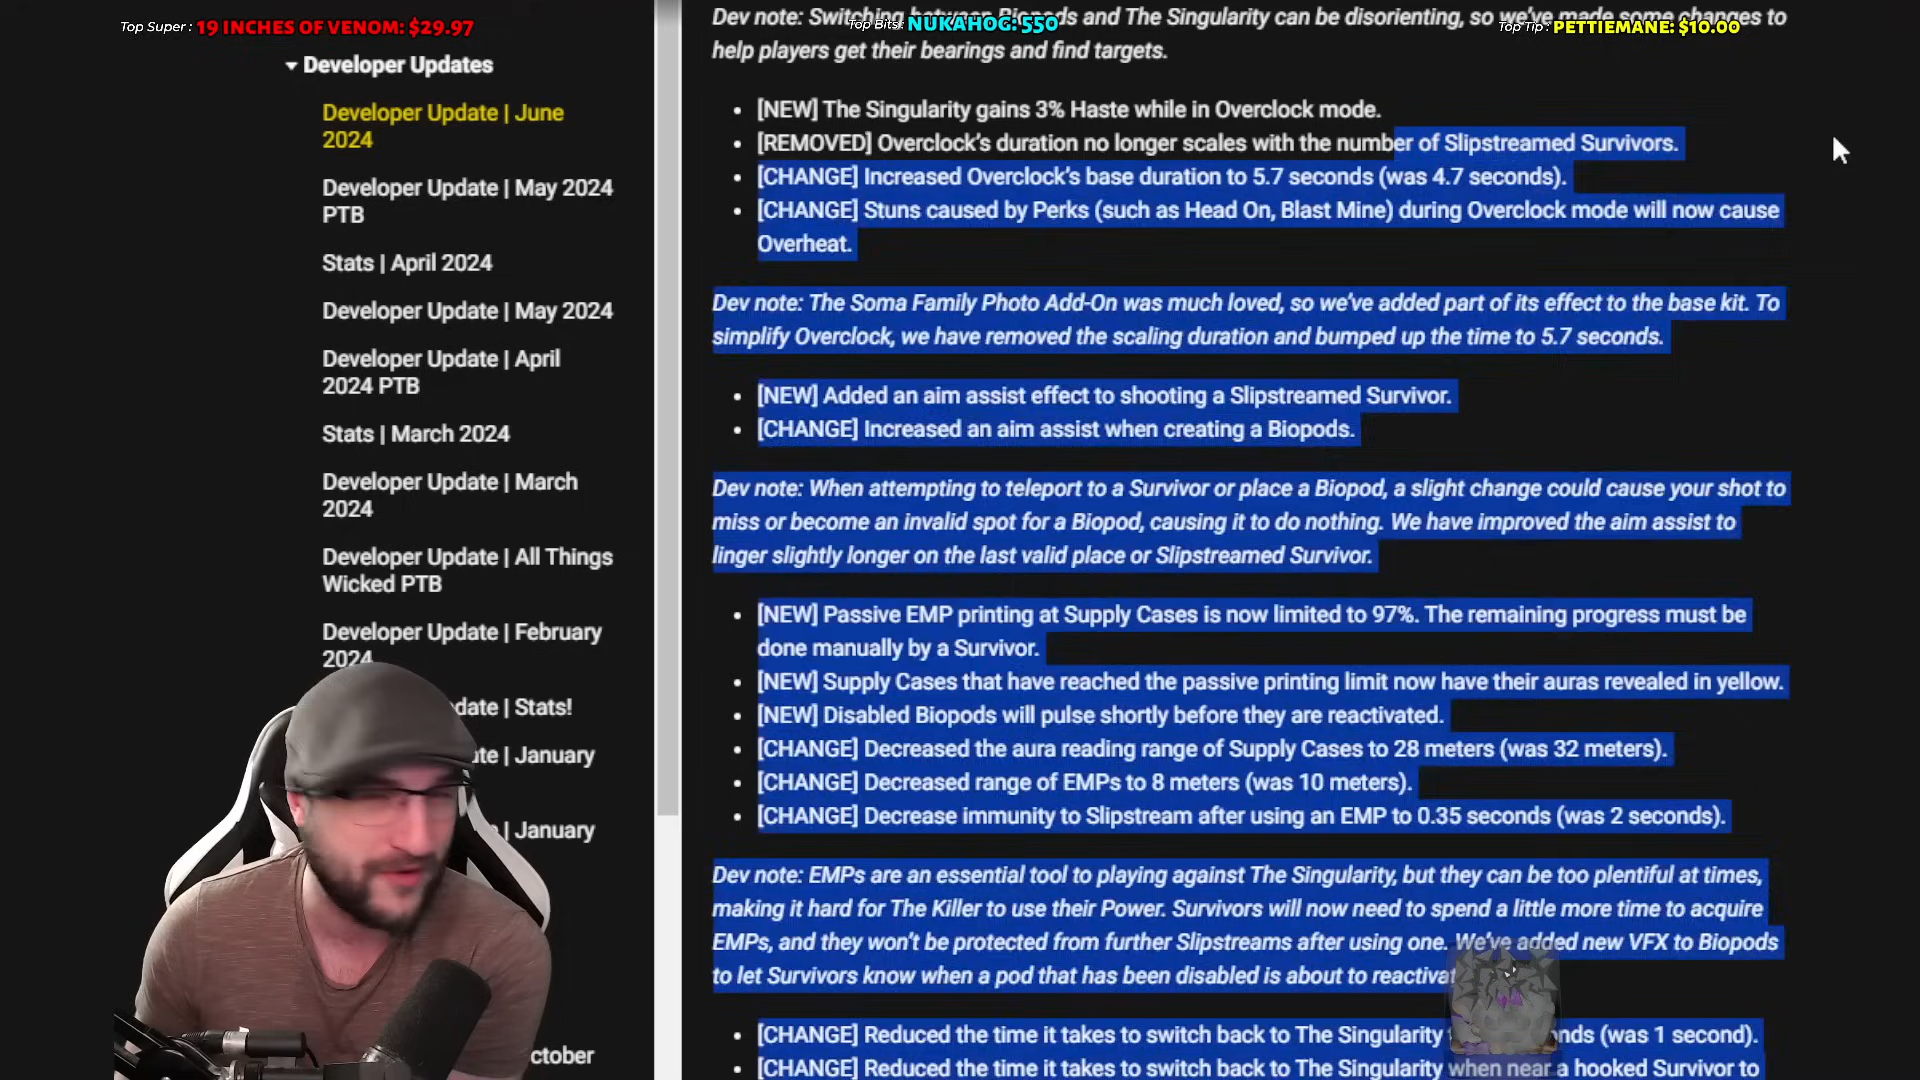 Dev note: Switching between Biopods and The Singularity can be disorienting, so we've made some changes to
Top Super : 19 INCHES OF VENOM: $29.97
Top Bits: NUKAHOG: 550
Top Tip : PETTIEMANE: $10.00
help players get their bearings and find targets.
Developer Updates
Developer Update | June
2024
Developer Update | May 2024
PTB
Stats | April 2024
Developer Update | May 2024
Developer Update | April
2024 PTB
Stats | March 2024
Developer Update | March
2024
Developer Update | All Things
Wicked PTB
Developer Update | February
2024
date | Stats!
| January
| January
ctober
• [NEW] The Singularity gains 3% Haste while in Overclock mode.
• [REMOVED] Overclock's duration no longer scales with the number of Slipstreamed Survivors.
• [CHANGE] Increased Overclock's base duration to 5.7 seconds (was 4.7 seconds).
• [CHANGE] Stuns caused by Perks (such as Head On, Blast Mine) during Overclock mode will now cause
Overheat.
Dev note: The Soma Family Photo Add-On was much loved, so we've added part of its effect to the base kit. To
simplify Overclock, we have removed the scaling duration and bumped up the time to 5.7 seconds.
• [NEW] Added an aim assist effect to shooting a Slipstreamed Survivor.
• [CHANGE] Increased an aim assist when creating a Biopods.
Dev note: When attempting to teleport to a Survivor or place a Biopod, a slight change could cause your shot to
miss or become an invalid spot for a Biopod, causing it to do nothing. We have improved the aim assist to
linger slightly longer on the last valid place or Slipstreamed Survivor.
• [NEW] Passive EMP printing at Supply Cases is now limited to 97%. The remaining progress must be
done manually by a Survivor.
• [NEW] Supply Cases that have reached the passive printing limit now have their auras revealed in yellow.
• [NEW] Disabled Biopods will pulse shortly before they are reactivated.
• [CHANGE] Decreased the aura reading range of Supply Cases to 28 meters (was 32 meters).
• [CHANGE] Decreased range of EMPs to 8 meters (was 10 meters).
• [CHANGE] Decrease immunity to Slipstream after using an EMP to 0.35 seconds (was 2 seconds).
Dev note: EMPs are an essential tool to playing against The Singularity, but they can be too plentiful at times,
making it hard for The Killer to use their Power. Survivors will now need to spend a little more time to acquire
EMPs, and they won't be protected from further Slipstreams after using one. We've added new VFX to Biopods
to let Survivors know when a pod that has been disabled is about to reactivat
• [CHANGE] Reduced the time it takes to switch back to The Singularity nds (was 1 second).
• [CHANGE] Reduced the time it takes to switch back to The Singularity when near a hooked Survivor to